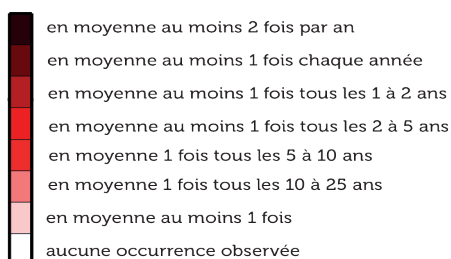 en moyenne au moins 2 fois par an
en moyenne au moins 1 fois chaque année
en moyenne au moins 1 fois tous les 1 à 2 ans
en moyenne au moins 1 fois tous les 2 à 5 ans
en moyenne 1 fois tous les 5 à 10 ans
en moyenne 1 fois tous les 10 à 25 ans
en moyenne au moins 1 fois
aucune occurrence observée